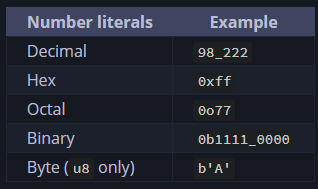 Number literals Example
Decimal 98_222
Hex 0xff
Octal 0o77
Binary 0b1111_0000
Byte ( u8 only) b'A'